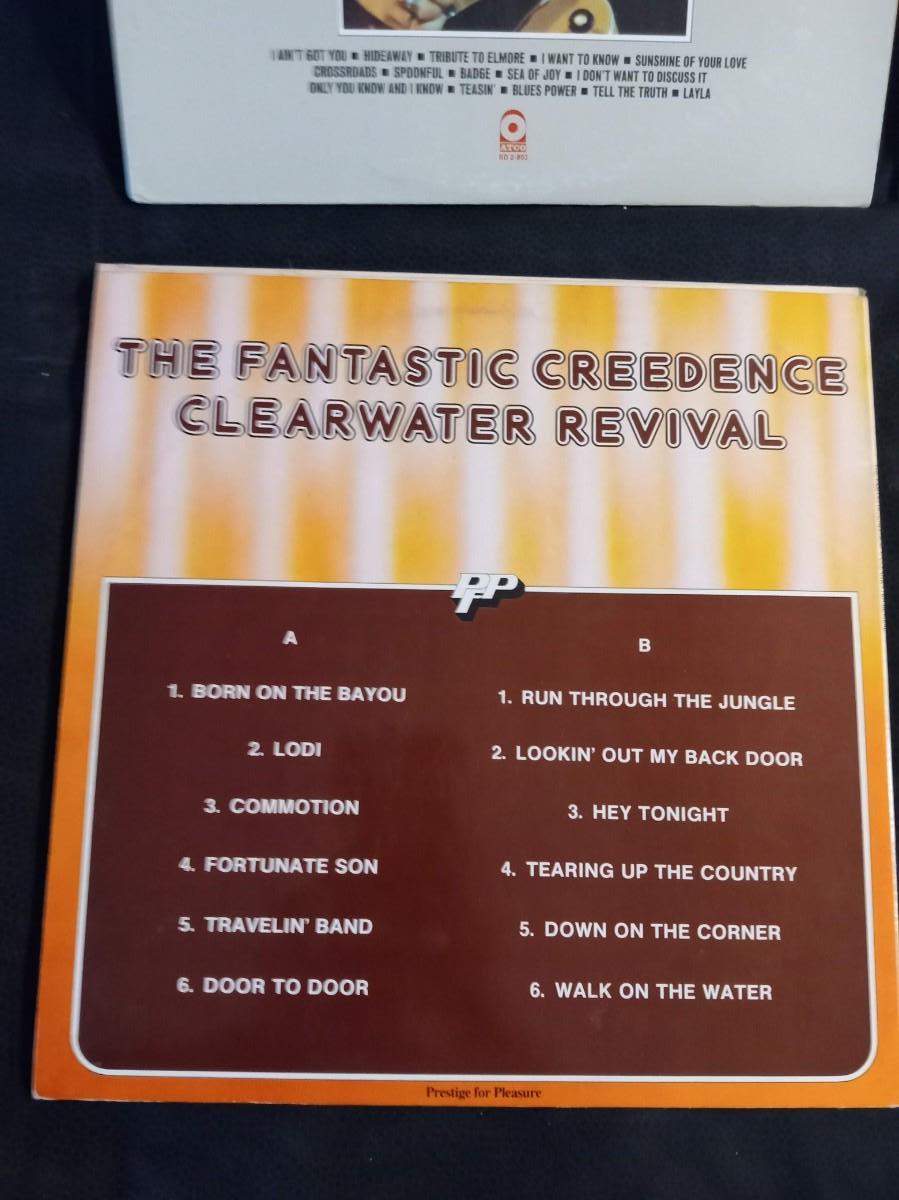 I AIN'T GOT YOU ■ HIDEAWAY ■ TRIBUTE TO ELMORE ■ I WANT TO KNOW ■ SUNSHINE OF YOUR LOVE
CROSSROADS ■ SPOONFUL ■ BADGE ■ SEA OF JOY ■ I DON'T WANT TO DISCUSS IT
ONLY YOU KNOW AND I KNOW ■ TEASIN' ■ BLUES POWER ■ TELL THE TRUTH ■ LAYLA
ATCO
SD 2-803
THE FANTASTIC CREEDENCE
CLEARWATER REVIVAL
PFP
A
1. BORN ON THE BAYOU
2. LODI
3. COMMOTION
4. FORTUNATE SON
5. TRAVELIN' BAND
6. DOOR TO DOOR
B
1. RUN THROUGH THE JUNGLE
2. LOOKIN' OUT MY BACK DOOR
3. HEY TONIGHT
4. TEARING UP THE COUNTRY
5. DOWN ON THE CORNER
6. WALK ON THE WATER
Prestige for Pleasure